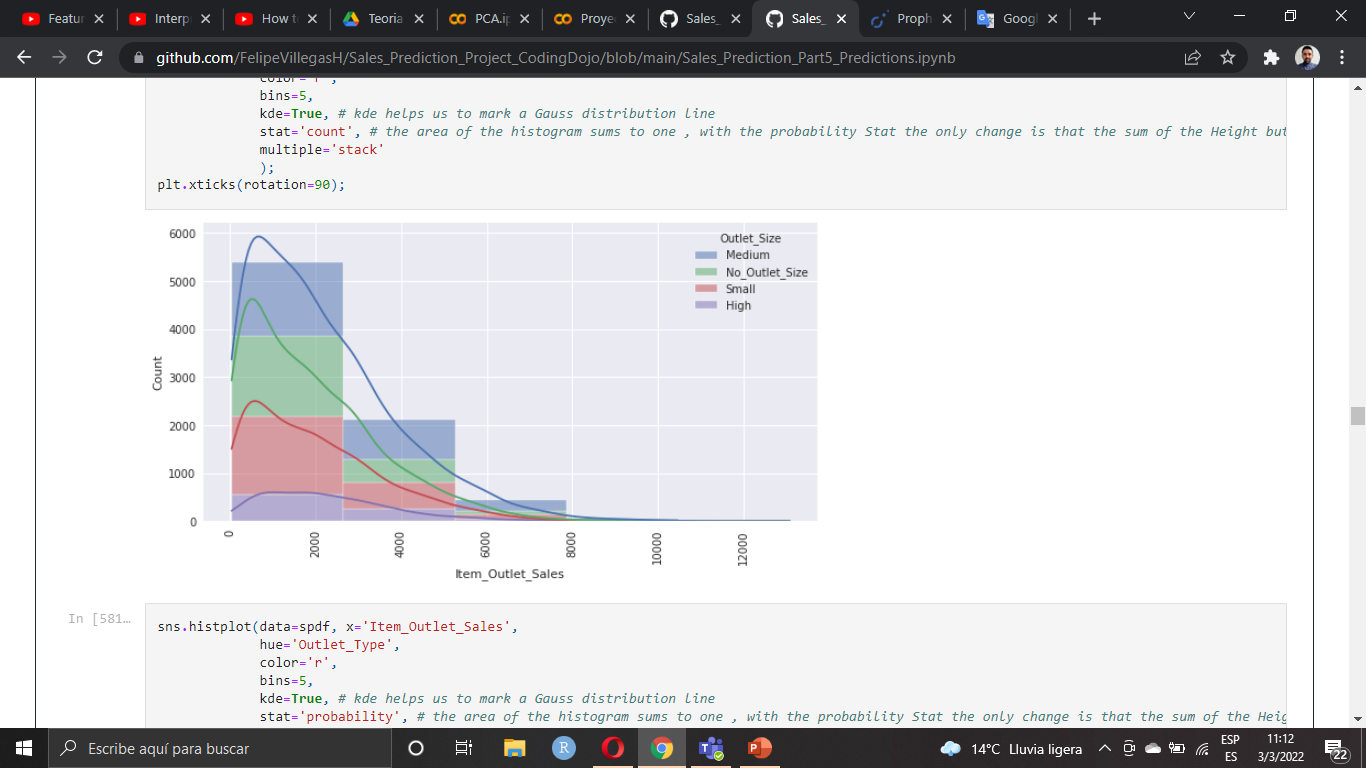 Featur
Interp
How t
Teoria
PCA.ip
Proye
Sales_
Sales_
Proph
Googl
github.com/FelipeVillegasH/Sales_Prediction_Project_CodingDojo/blob/main/Sales_Prediction_Part5_Predictions.ipynb
color='r',
bins=5,
kde=True, # kde helps us to mark a Gauss distribution line
stat='count', # the area of the histogram sums to one , with the probability Stat the only change is that the sum of the Height but
multiple='stack'
);
plt.xticks(rotation=90);
6000
5000
4000
3000
2000
1000
0
Count
Outlet_Size
Medium
No_Outlet_Size
Small
High
0
2000
4000
6000
8000
10000
12000
Item_Outlet_Sales
In [581...
sns.histplot(data=spdf, x='Item_Outlet_Sales',
hue='Outlet_Type',
color='r',
bins=5,
kde=True, # kde helps us to mark a Gauss distribution line
stat='probability', # the area of the histogram sums to one , with the probability Stat the only change is that the sum of the Heig
Escribe aquí para buscar
R
14°C Lluvia ligera
ESP
ES
11:12
3/3/2022
22